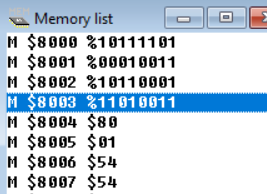 Memory list
M $8000 %10111101
M $8001 %00010011
M $8002 %10110001
M $8003 %11010011
M $8004 $80
M $8005 $01
M $8006 $54
M $8007 $54